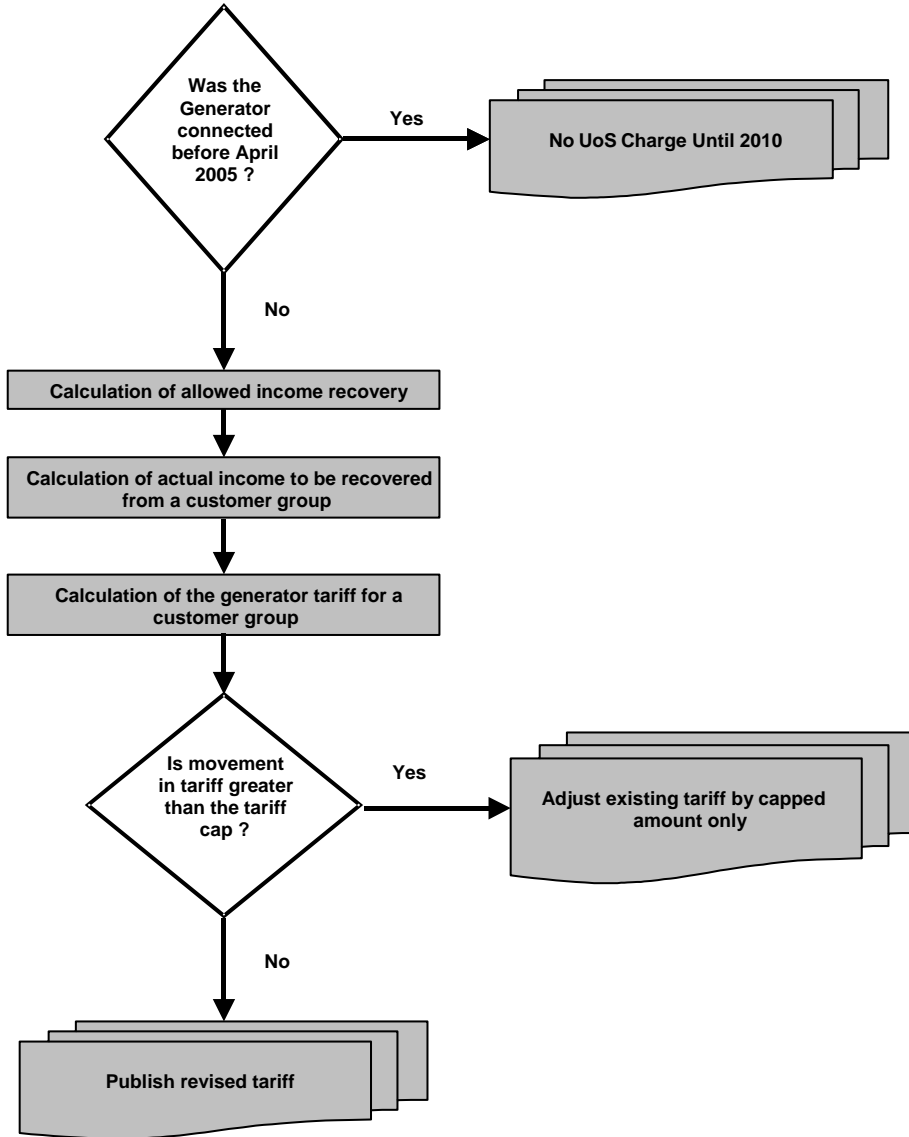 Was the
Generator
connected
before April
2005 ?
Yes
No UoS Charge Until 2010
No
Calculation of allowed income recovery
Calculation of actual income to be recovered
from a customer group
Calculation of the generator tariff for a
customer group
Is movement
in tariff greater
than the tariff
cap ?
Yes
Adjust existing tariff by capped
amount only
No
Publish revised tariff